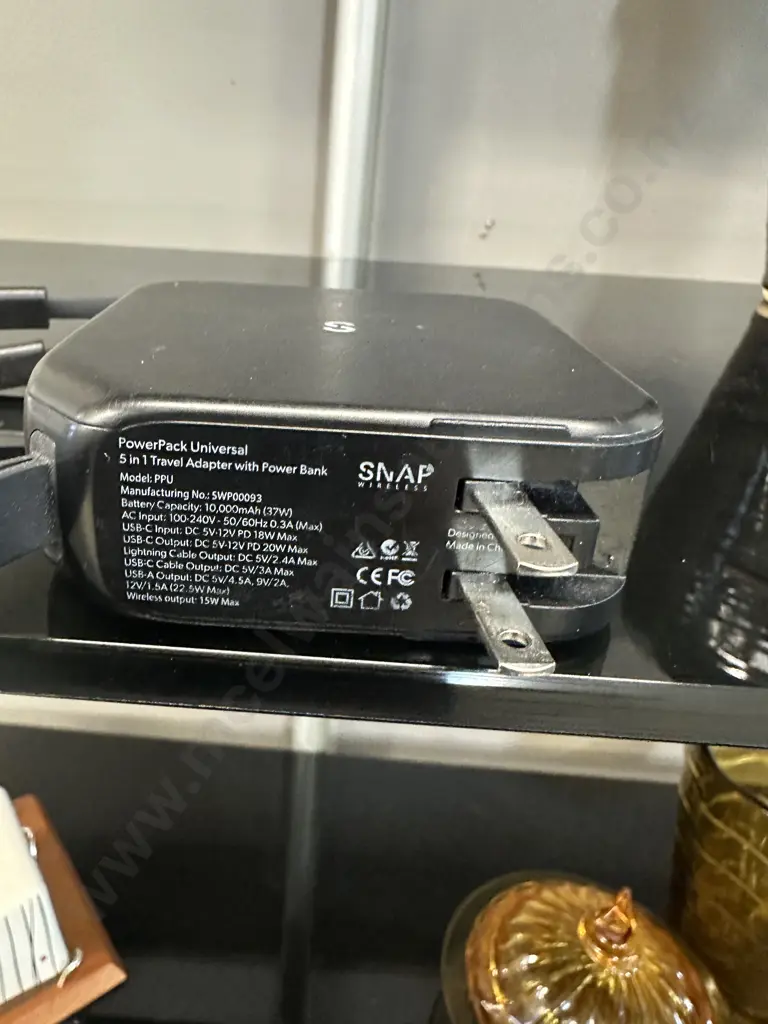 PowerPack Universal
5 in 1 Travel Adapter with Power Bank
Model: PPU
Manufacturing No.: SWP00093
Battery Capacity: 10,000mAh (37W)
AC Input: 100-240V - 50/60Hz 0.3A (Max)
USB-C Input: DC 5V-12V PD 18W Max
USB-C Output: DC 5V-12V PD 20W Max
Lightning Cable Output: DC 5V/2.4A Max
USB-C Cable Output: DC 5V/3A Max
USB-A Output: DC 5V/4.5A, 9V/2A,
12V/1.5A (22.5W Max)
Wireless output: 15W Max
SNAP
WIRELESS
Designed
Made in Ch
CE FC